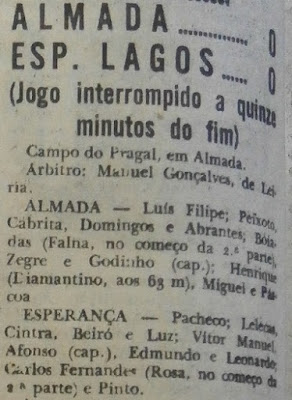 ALMADA............. 0
ESP. LAGOS...... 0
(Jogo interrompido a quinze
minutos do fim)
Campo do Pragal, em Almada.
Árbitro: Manuel Gonçalves, de Lei-
ria.
ALMADA — Luís Filipe; Peixoto,
Cabrita, Domingos e Abrantes; Bóia-
das (Falna, no começo da 2.ª parte),
Zegre e Godinho (cap.); Henrique
(Diamantino, aos 63 m), Miguel e Pás-
coa
ESPERANÇA — Pacheco; Lelecas,
Cintra, Beiró e Luz; Vítor Manuel,
Afonso (cap.), Edmundo e Leonardo;
Carlos Fernandes (Rosa, no começo da
2ª parte) e Pinto.